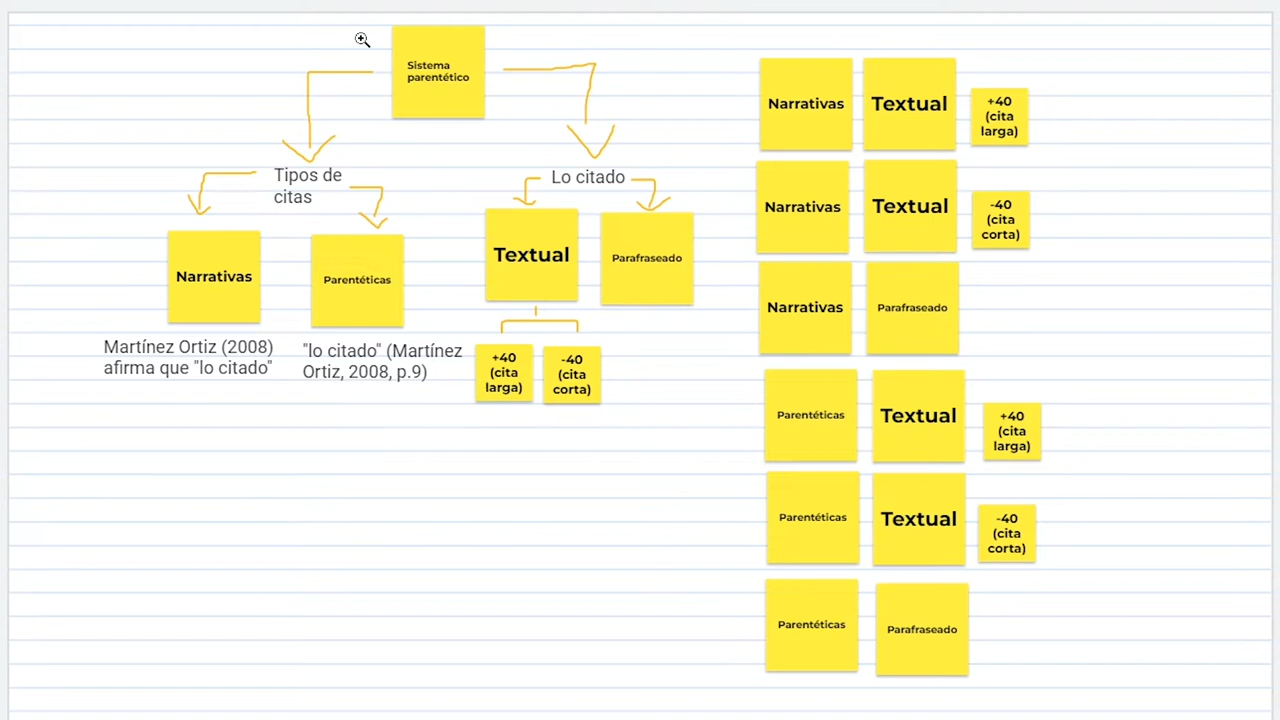 Sistema
parentético
Tipos de
citas
Lo citado
Narrativas
Parentéticas
Textual
Parafraseado
Martínez Ortiz (2008)
afirma que "lo citado"
"lo citado" (Martínez
Ortiz, 2008, p.9)
+40
(cita
larga)
-40
(cita
corta)
Narrativas
Textual
+40
(cita
larga)
Narrativas
Textual
-40
(cita
corta)
Narrativas
Parafraseado
Parentéticas
Textual
+40
(cita
larga)
Parentéticas
Textual
-40
(cita
corta)
Parentéticas
Parafraseado